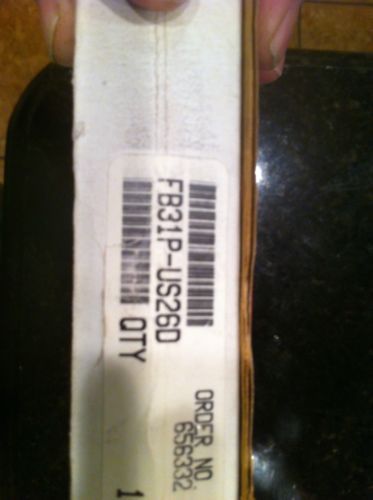 FB31P-US26D
QTY
1
ORDER NO.
656332